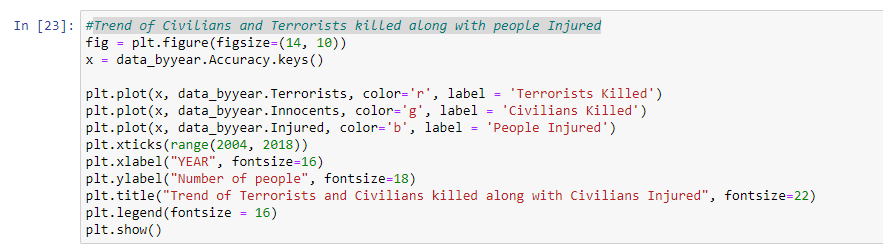 In [23]: #Trend of Civilians and Terrorists killed along with people Injured
fig = plt.figure(figsize=(14, 10))
x = data_byyear.Accuracy.keys()

plt.plot(x, data_byyear.Terrorists, color='r', label = 'Terrorists Killed')
plt.plot(x, data_byyear.Innocents, color='g', label = 'Civilians Killed')
plt.plot(x, data_byyear.Injured, color='b', label = 'People Injured')
plt.xticks(range(2004, 2018))
plt.xlabel("YEAR", fontsize=16)
plt.ylabel("Number of people", fontsize=18)
plt.title("Trend of Terrorists and Civilians killed along with Civilians Injured", fontsize=22)
plt.legend(fontsize = 16)
plt.show()